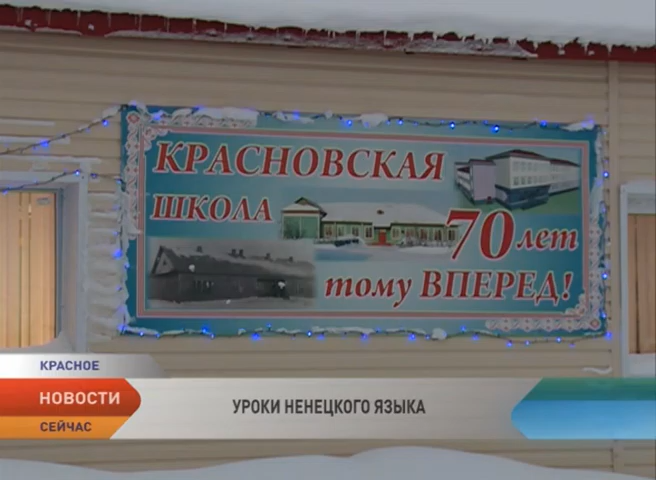 КРАСНОВСКАЯ
ШКОЛА
70 лет
тому ВПЕРЕД!
КРАСНОЕ
НОВОСТИ
СЕЙЧАС
УРОКИ НЕНЕЦКОГО ЯЗЫКА